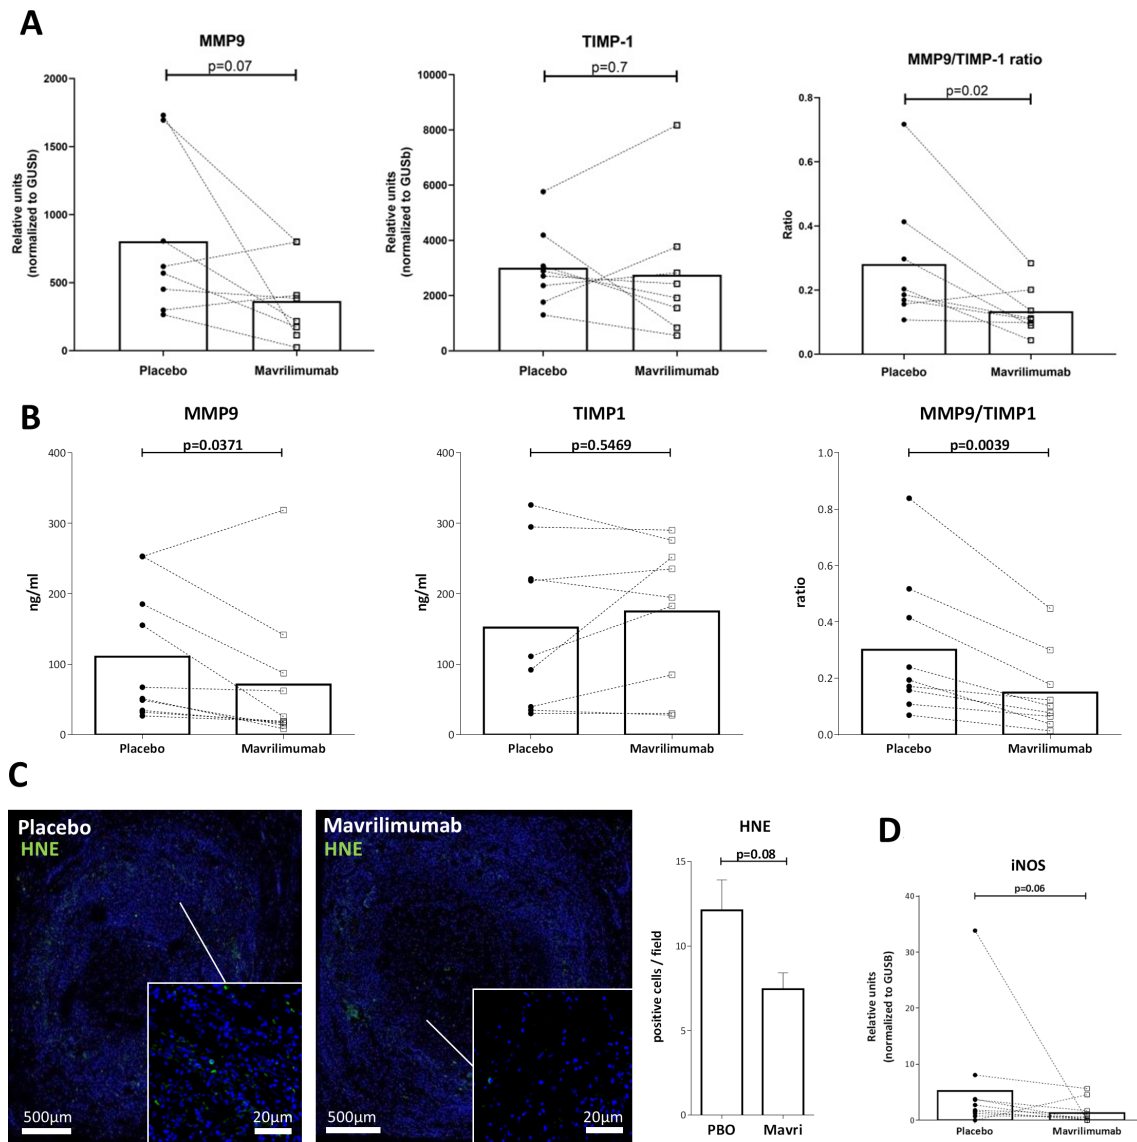 A
MMP9
p=0.07
Relative units
(normalized to GUSb)
2000
1500
1000
500
0
Placebo
Mavrilimumab
TIMP-1
p=0.7
Relative units
(normalized to GUSb)
10000
8000
6000
4000
2000
0
Placebo
Mavrilimumab
MMP9/TIMP-1 ratio
p=0.02
Ratio
0.8
0.6
0.4
0.2
0.0
Placebo
Mavrilimumab
B
MMP9
p=0.0371
ng/ml
400
300
200
100
0
Placebo
Mavrilimumab
TIMP1
p=0.5469
ng/ml
400
300
200
100
0
Placebo
Mavrilimumab
MMP9/TIMP1
p=0.0039
ratio
1.0
0.8
0.6
0.4
0.2
0.0
Placebo
Mavrilimumab
C
Placebo
HNE
500µm
20µm
Mavrilimumab
HNE
500µm
20µm
HNE
p=0.08
positive cells / field
15
10
5
0
PBO
Mavri
D
iNOS
p=0.06
Relative units
(normalized to GUSB)
40
30
20
10
0
Placebo
Mavrilimumab